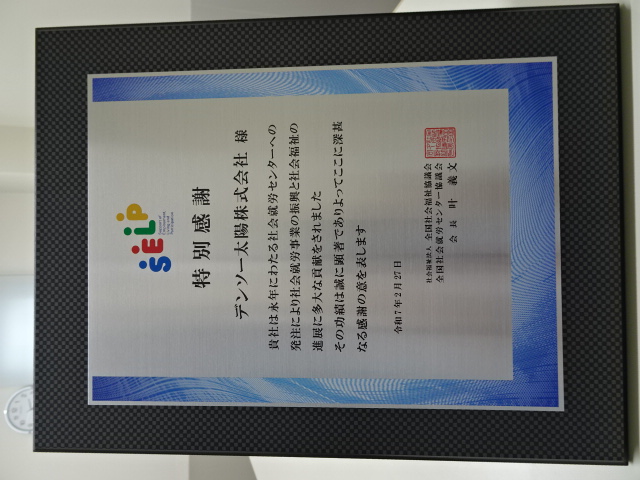 SELP
特別感謝
デンソー太陽株式会社 様
貴社は永年にわたる社会就労センターへの
発注により社会就労事業の振興と社会福祉の
進展に多大な貢献をされました
その功績は誠に顕著でありよってここに深甚
なる感謝の意を表します
令和7年2月27日
社会福祉法人 全国社会福祉協議会
全国社会就労センター協議会
会長 叶 義文